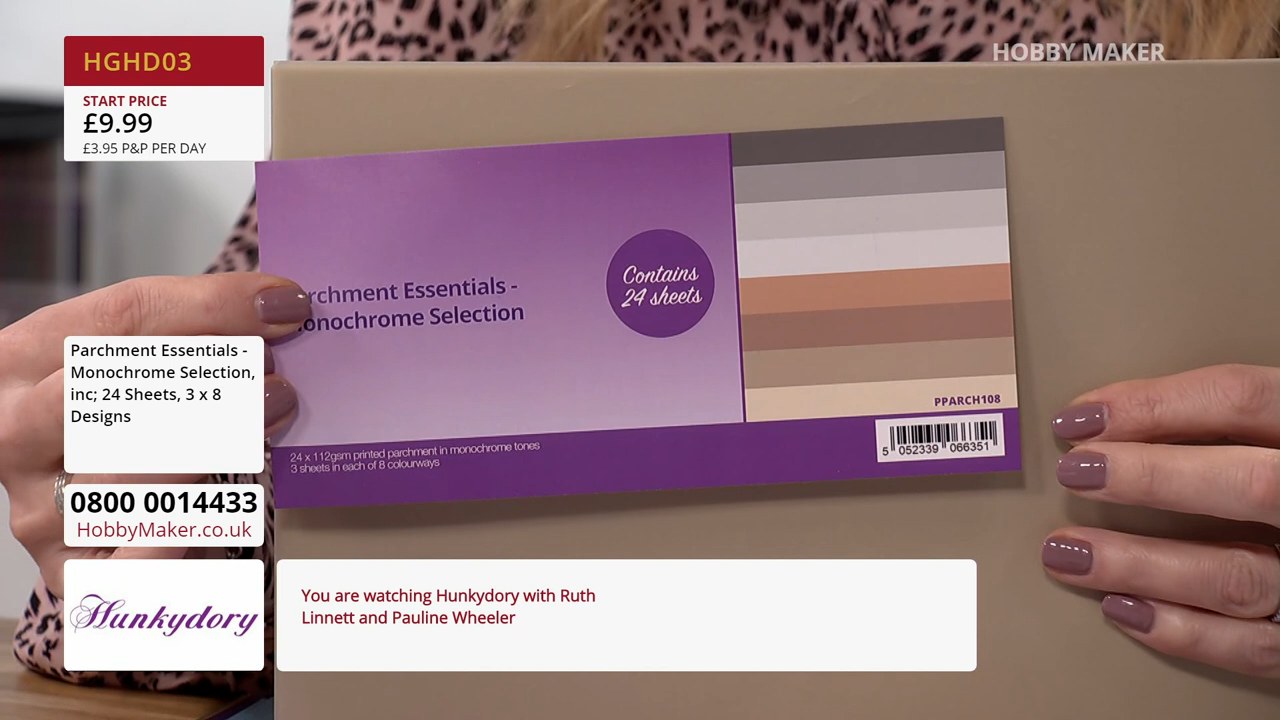 HGHD03
START PRICE
£9.99
£3.95 P&P PER DAY
HOBBY MAKER
Parchment Essentials -
Monochrome Selection
Contains
24 sheets
PPARCH108
5 052339 066351
24 x 112gsm printed parchment in monochrome tones
3 sheets in each of 8 colourways
Parchment Essentials -
Monochrome Selection,
inc; 24 Sheets, 3 x 8
Designs
0800 0014433
HobbyMaker.co.uk
Hunkydory
You are watching Hunkydory with Ruth
Linnett and Pauline Wheeler